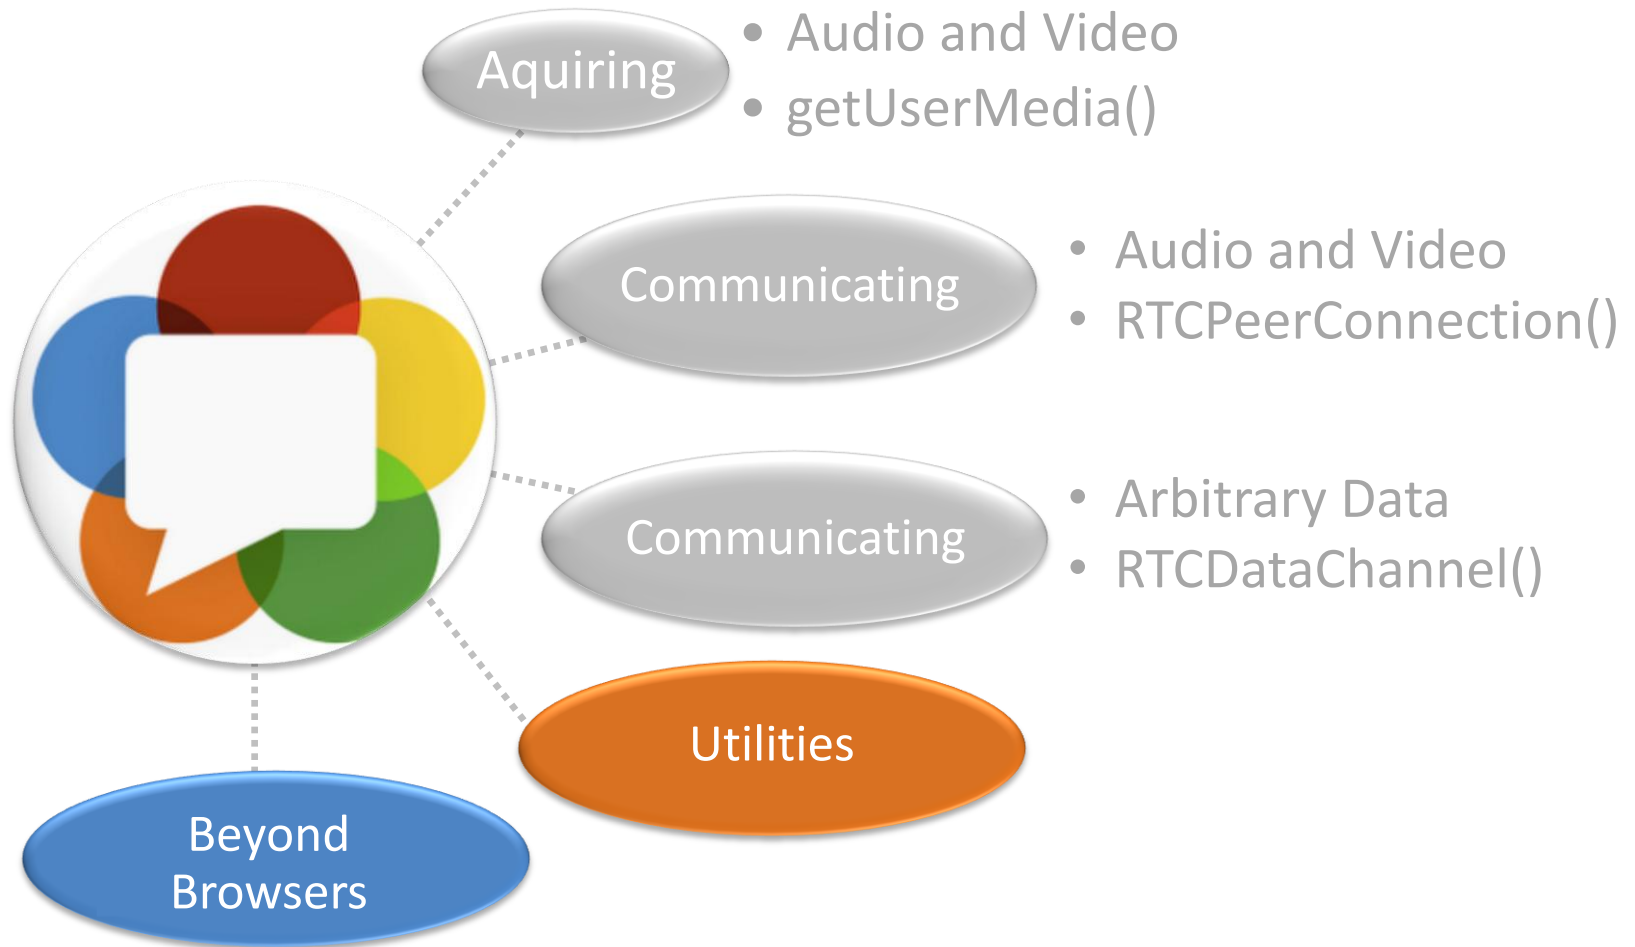 Aquiring
• Audio and Video
• getUserMedia()
Communicating
• Audio and Video
• RTCPeerConnection()
Communicating
• Arbitrary Data
• RTCDataChannel()
Utilities
Beyond
Browsers